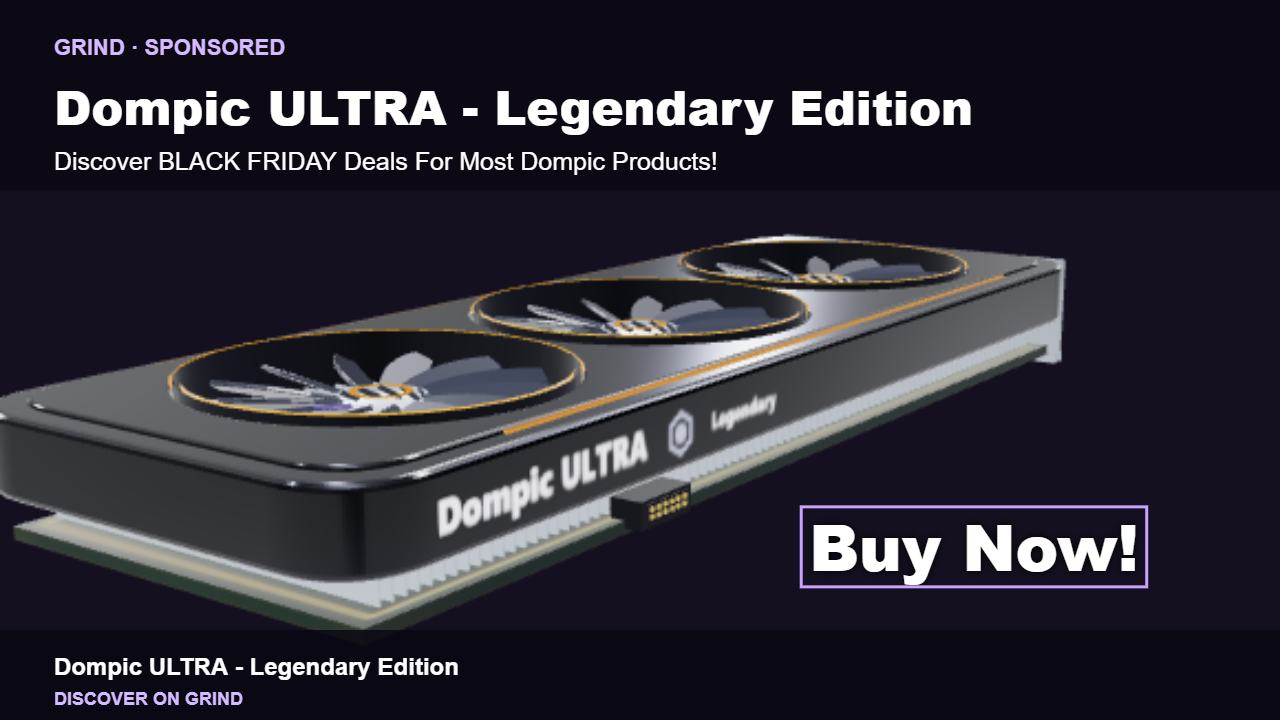 GRIND · SPONSORED
Dompic ULTRA - Legendary Edition
Discover BLACK FRIDAY Deals For Most Dompic Products!
Dompic ULTRA Legendary
Buy Now!
Dompic ULTRA - Legendary Edition
DISCOVER ON GRIND